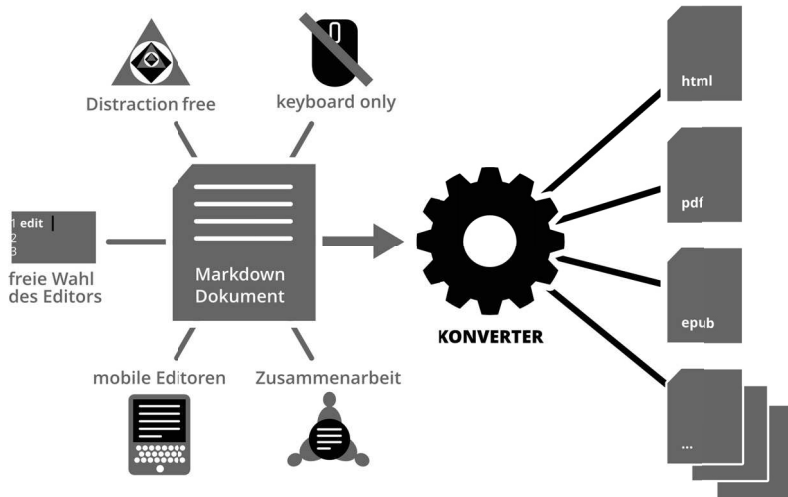 Distraction free
keyboard only
1 edit
2
3
freie Wahl
des Editors
Markdown
Dokument
mobile Editoren
Zusammenarbeit
KONVERTER
html
pdf
epub
...